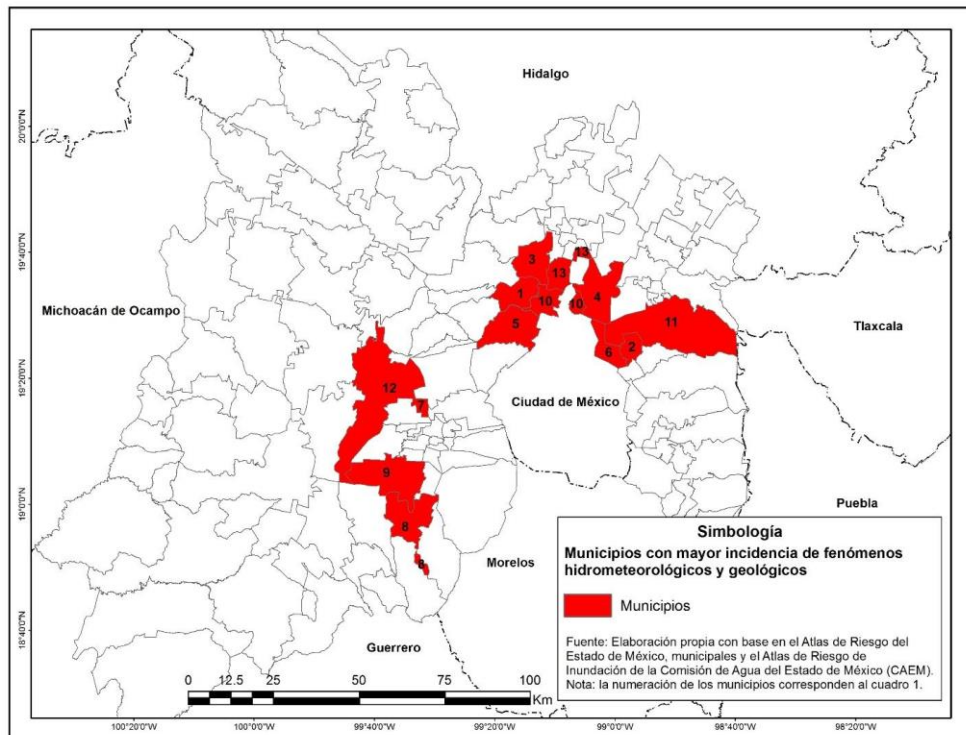 Hidalgo
20°0'0"N
19°40'0"N
3
13
13
1
10
10
4
Michoacán de Ocampo
5
11
Tlaxcala
6
2
19°20'0"N
12
7
Ciudad de México
9
19°0'0"N
8
Puebla
8
Morelos
18°40'0"N
Guerrero
Simbología
Municipios con mayor incidencia de fenómenos
hidrometeorológicos y geológicos
Municipios
Fuente: Elaboración propia con base en el Atlas de Riesgo del
Estado de México, municipales y el Atlas de Riesgo de
Inundación de la Comisión de Agua del Estado de México (CAEM).
Nota: la numeración de los municipios corresponden al cuadro 1.
0 12.5 25 50 75 100
Km
100°20'0"W 100°0'0"W 99°40'0"W 99°20'0"W 99°0'0"W 98°40'0"W 98°20'0"W